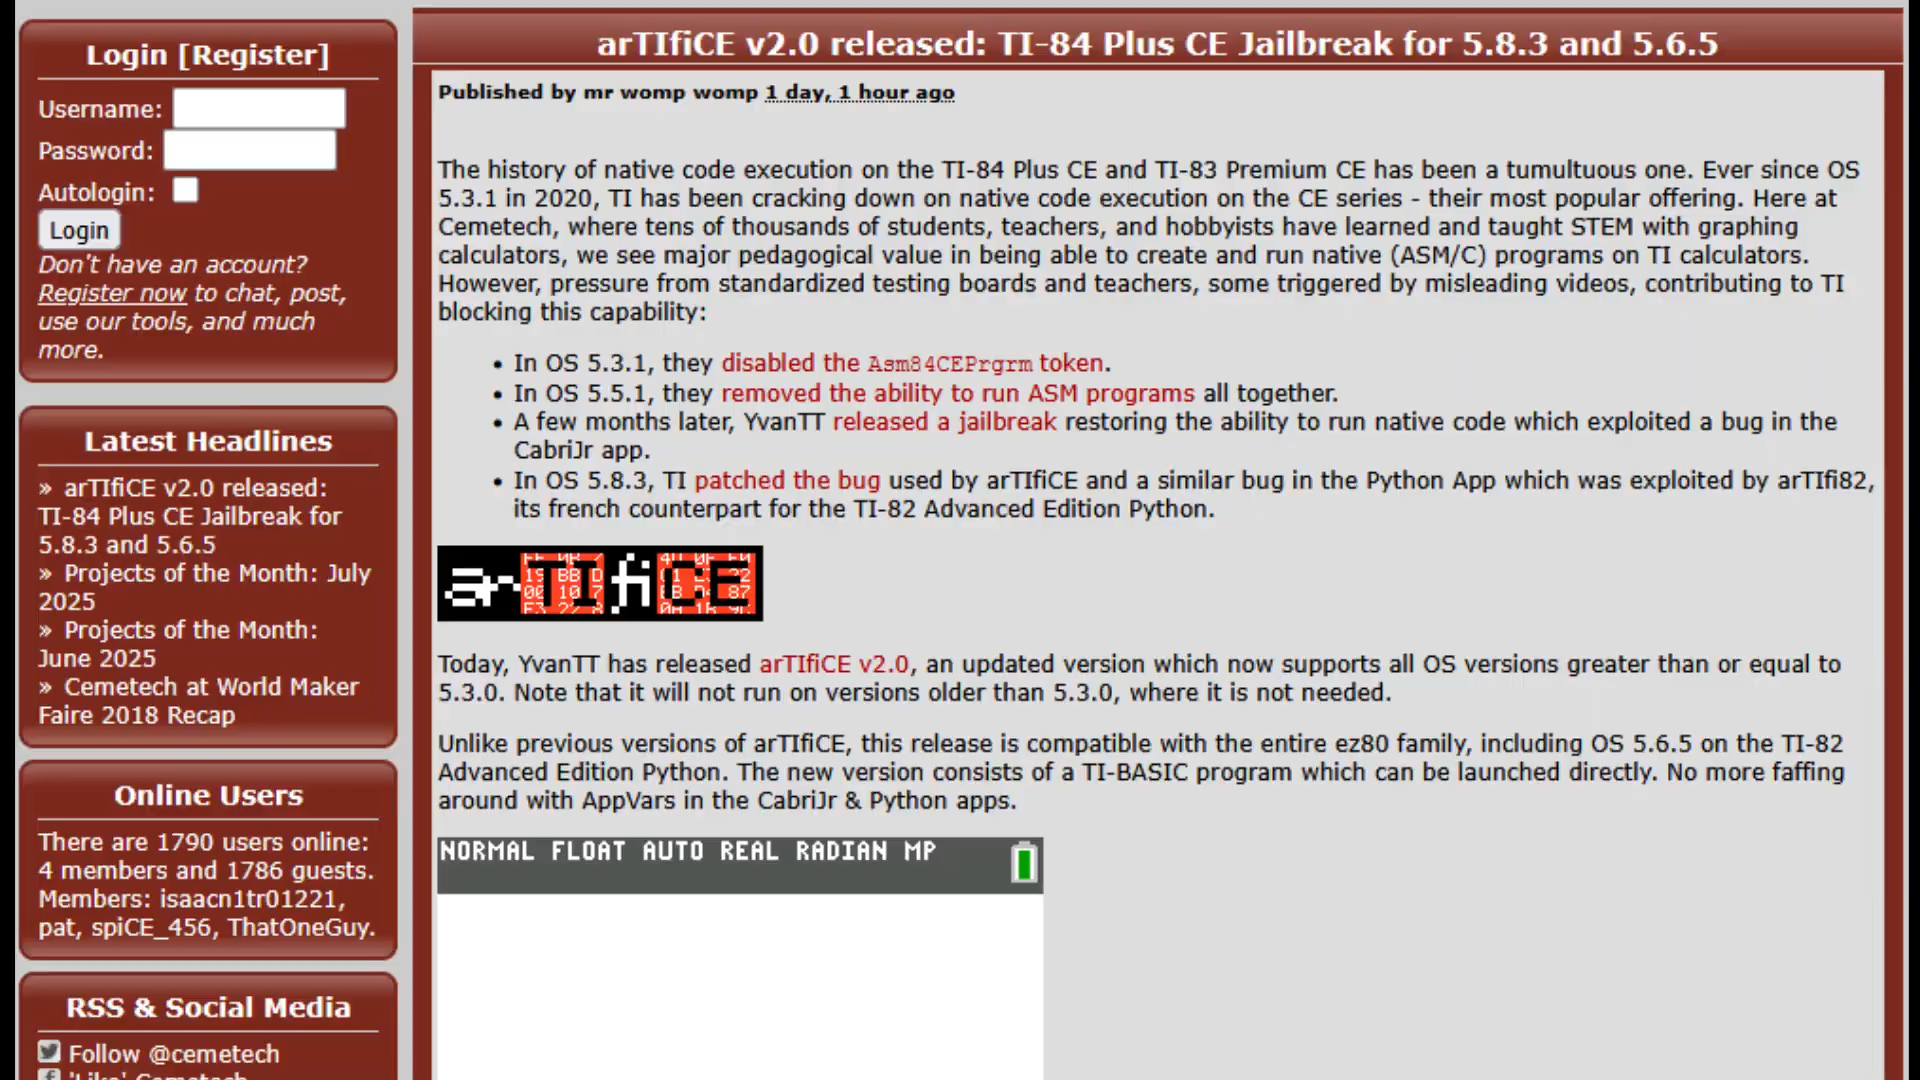 Login [Register]
Username:
Password:
Autologin:
Login
Don't have an account?
Register now to chat, post,
use our tools, and much
more.
Latest Headlines
» arTIfiCE v2.0 released:
TI-84 Plus CE Jailbreak for
5.8.3 and 5.6.5
» Projects of the Month: July
2025
» Projects of the Month:
June 2025
» Cemetech at World Maker
Faire 2018 Recap
Online Users
There are 1790 users online:
4 members and 1786 guests.
Members: isaacn1tr01221,
pat, spiCE_456, ThatOneGuy.
RSS & Social Media
Follow @cemetech
'Like' Cemetech
arTIfiCE v2.0 released: TI-84 Plus CE Jailbreak for 5.8.3 and 5.6.5
Published by mr womp womp 1 day, 1 hour ago
The history of native code execution on the TI-84 Plus CE and TI-83 Premium CE has been a tumultuous one. Ever since OS
5.3.1 in 2020, TI has been cracking down on native code execution on the CE series - their most popular offering. Here at
Cemetech, where tens of thousands of students, teachers, and hobbyists have learned and taught STEM with graphing
calculators, we see major pedagogical value in being able to create and run native (ASM/C) programs on TI calculators.
However, pressure from standardized testing boards and teachers, some triggered by misleading videos, contributing to TI
blocking this capability:
• In OS 5.3.1, they disabled the Asm84CEPrgrm token.
• In OS 5.5.1, they removed the ability to run ASM programs all together.
• A few months later, YvanTT released a jailbreak restoring the ability to run native code which exploited a bug in the
CabriJr app.
• In OS 5.8.3, TI patched the bug used by arTIfiCE and a similar bug in the Python App which was exploited by arTIfi82,
its french counterpart for the TI-82 Advanced Edition Python.
arTIfiCE
Today, YvanTT has released arTIfiCE v2.0, an updated version which now supports all OS versions greater than or equal to
5.3.0. Note that it will not run on versions older than 5.3.0, where it is not needed.
Unlike previous versions of arTIfiCE, this release is compatible with the entire ez80 family, including OS 5.6.5 on the TI-82
Advanced Edition Python. The new version consists of a TI-BASIC program which can be launched directly. No more faffing
around with AppVars in the CabriJr & Python apps.
NORMAL FLOAT AUTO REAL RADIAN MP